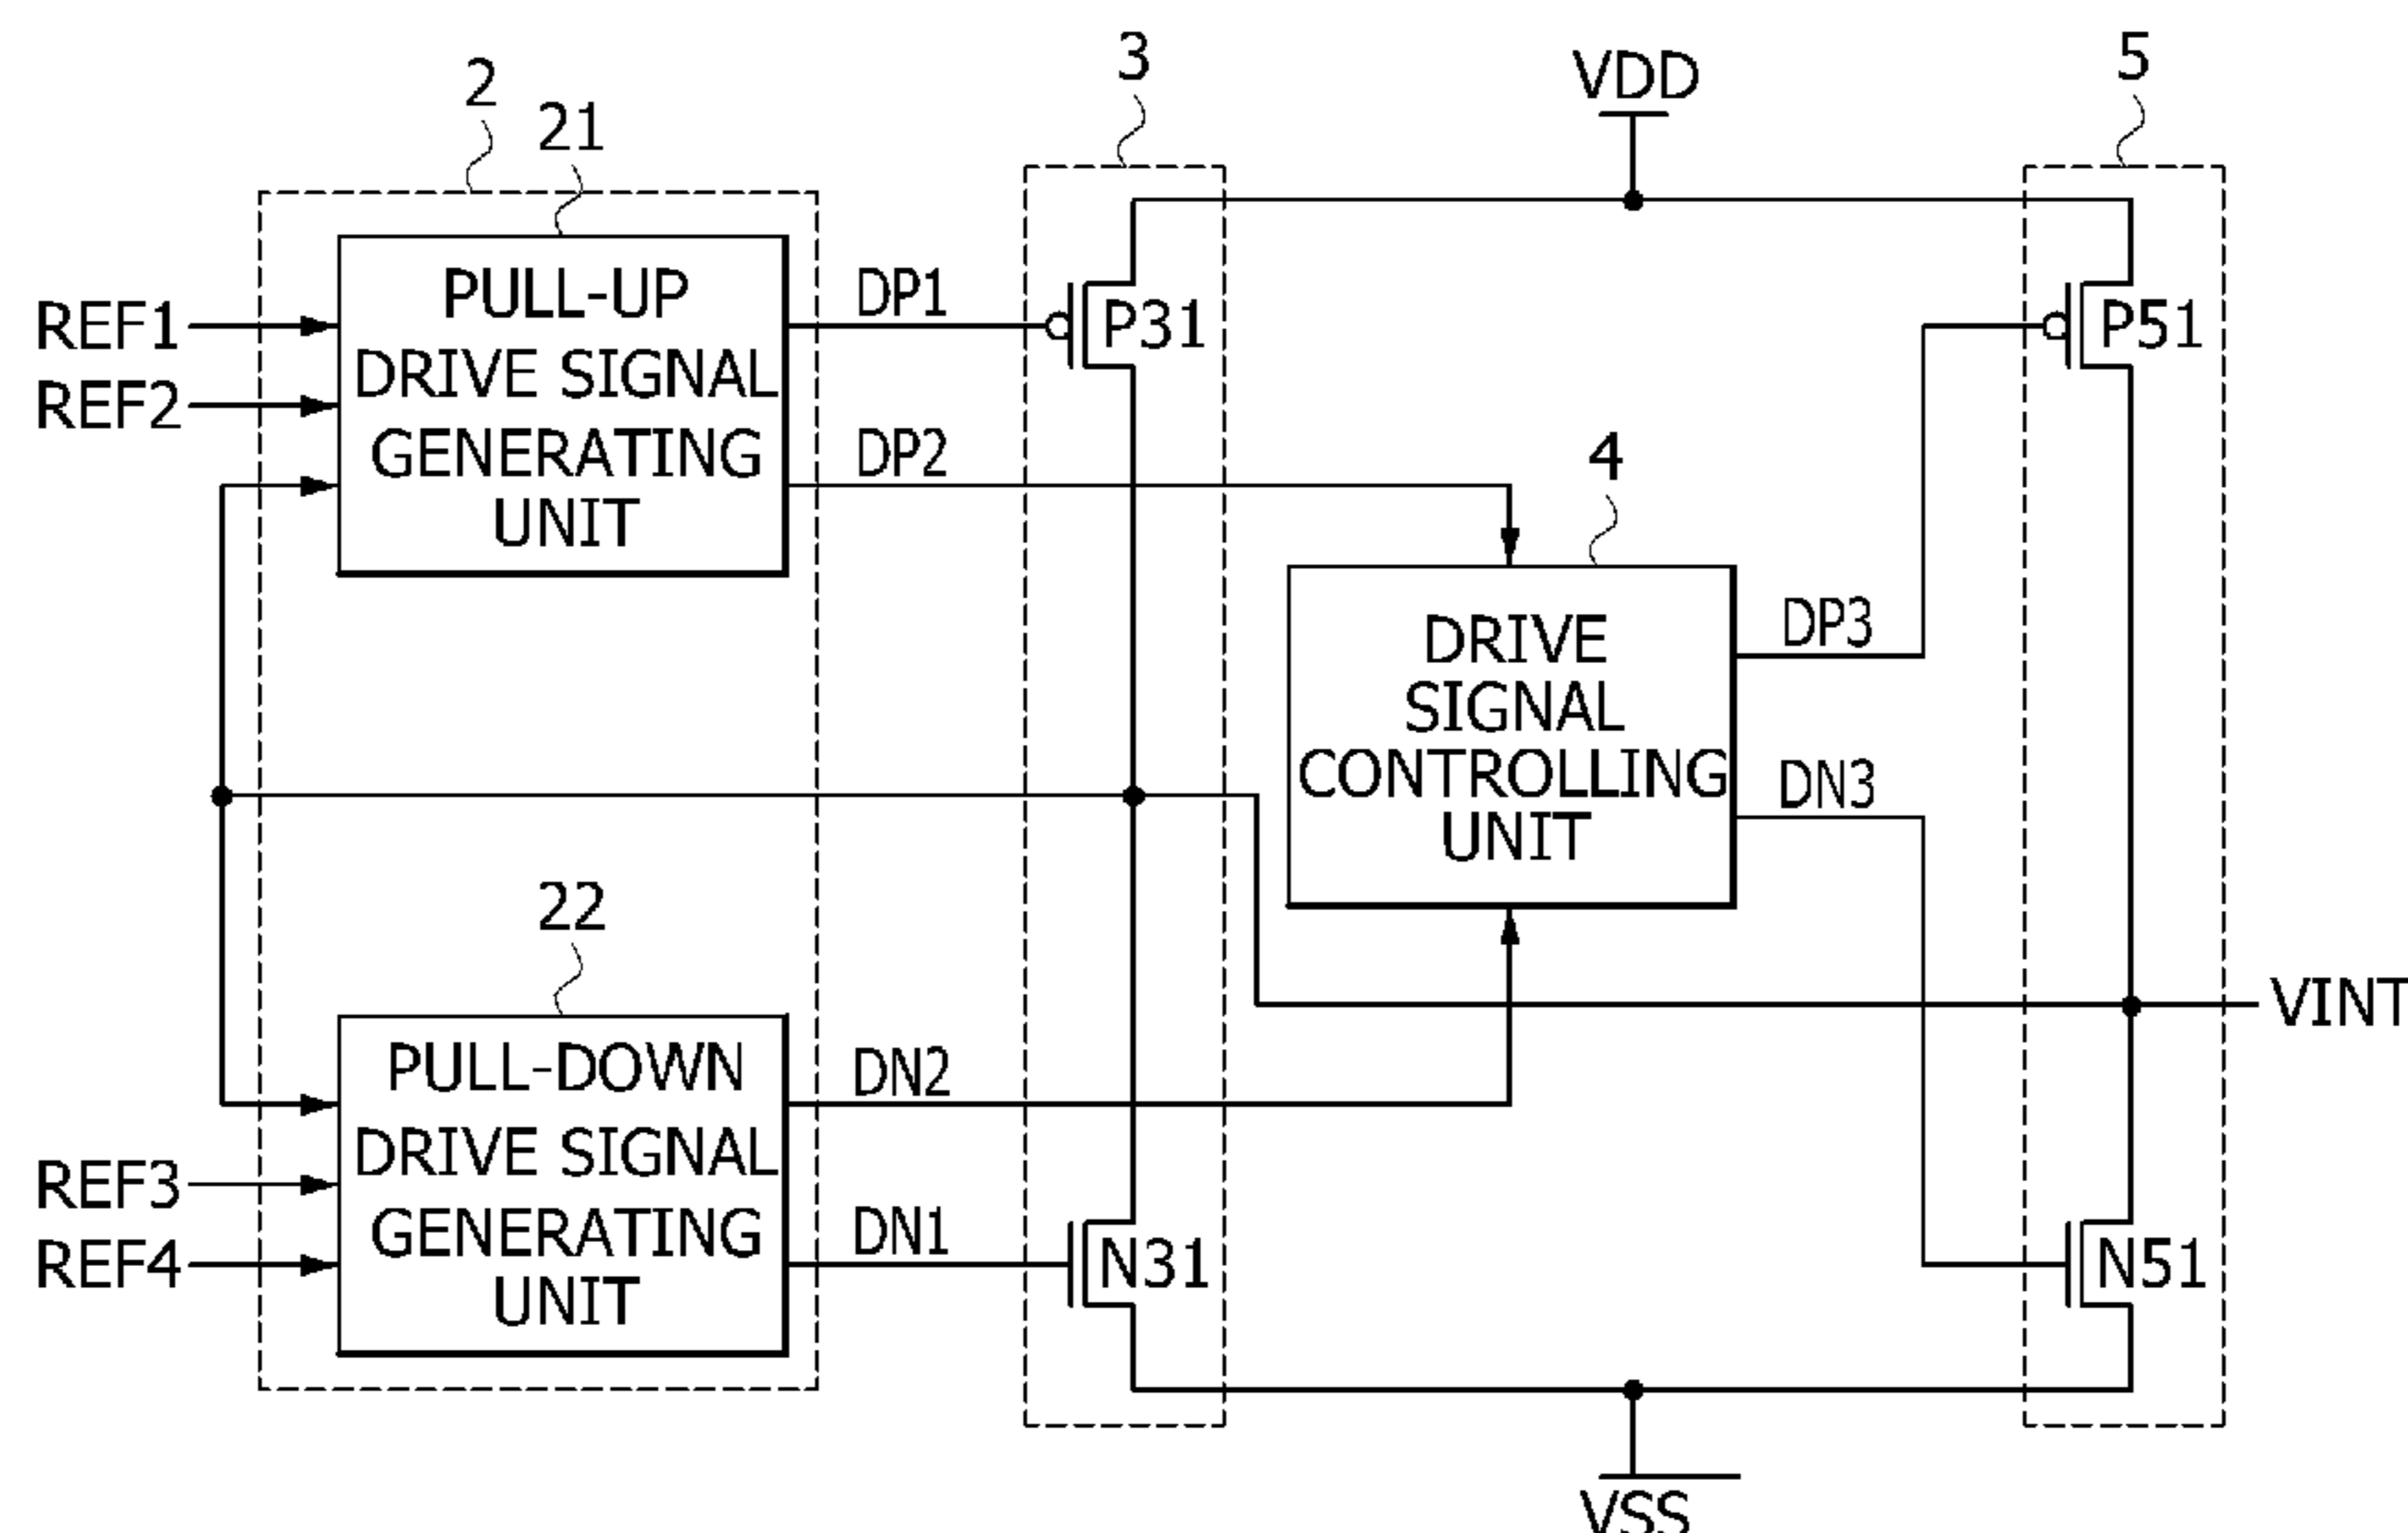 2
21
3
VDD
5
REF1
REF2
PULL-UP
DRIVE SIGNAL
GENERATING
UNIT
DP1
DP2
P31
P51
4
DRIVE
SIGNAL
CONTROLLING
UNIT
DP3
DN3
22
PULL-DOWN
DRIVE SIGNAL
GENERATING
UNIT
REF3
REF4
DN2
DN1
N31
N51
VINT
VSS